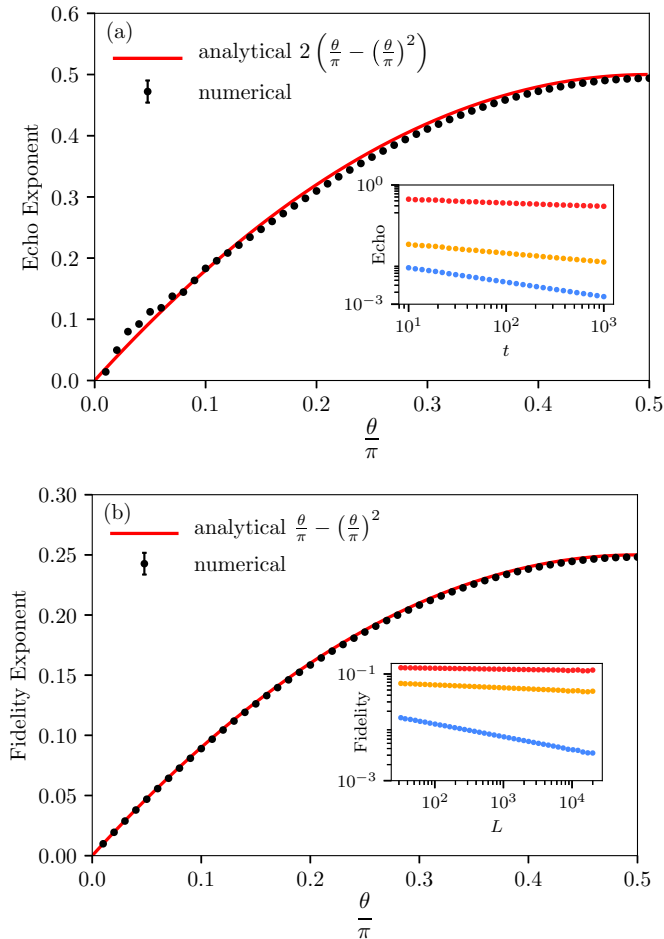 (a)
analytical 2 (θ/π − (θ/π)²)
numerical
Echo Exponent
0.5
0.4
0.3
0.2
0.1
0.0
0.0 0.1 0.2 0.3 0.4 0.5
θ/π
Echo
10⁰
10⁻³
10¹ 10² 10³
t
(b)
analytical θ/π − (θ/π)²
numerical
Fidelity Exponent
0.30
0.25
0.20
0.15
0.10
0.05
0.00
0.0 0.1 0.2 0.3 0.4 0.5
θ/π
Fidelity
10⁻¹
10⁻³
10² 10³ 10⁴
L